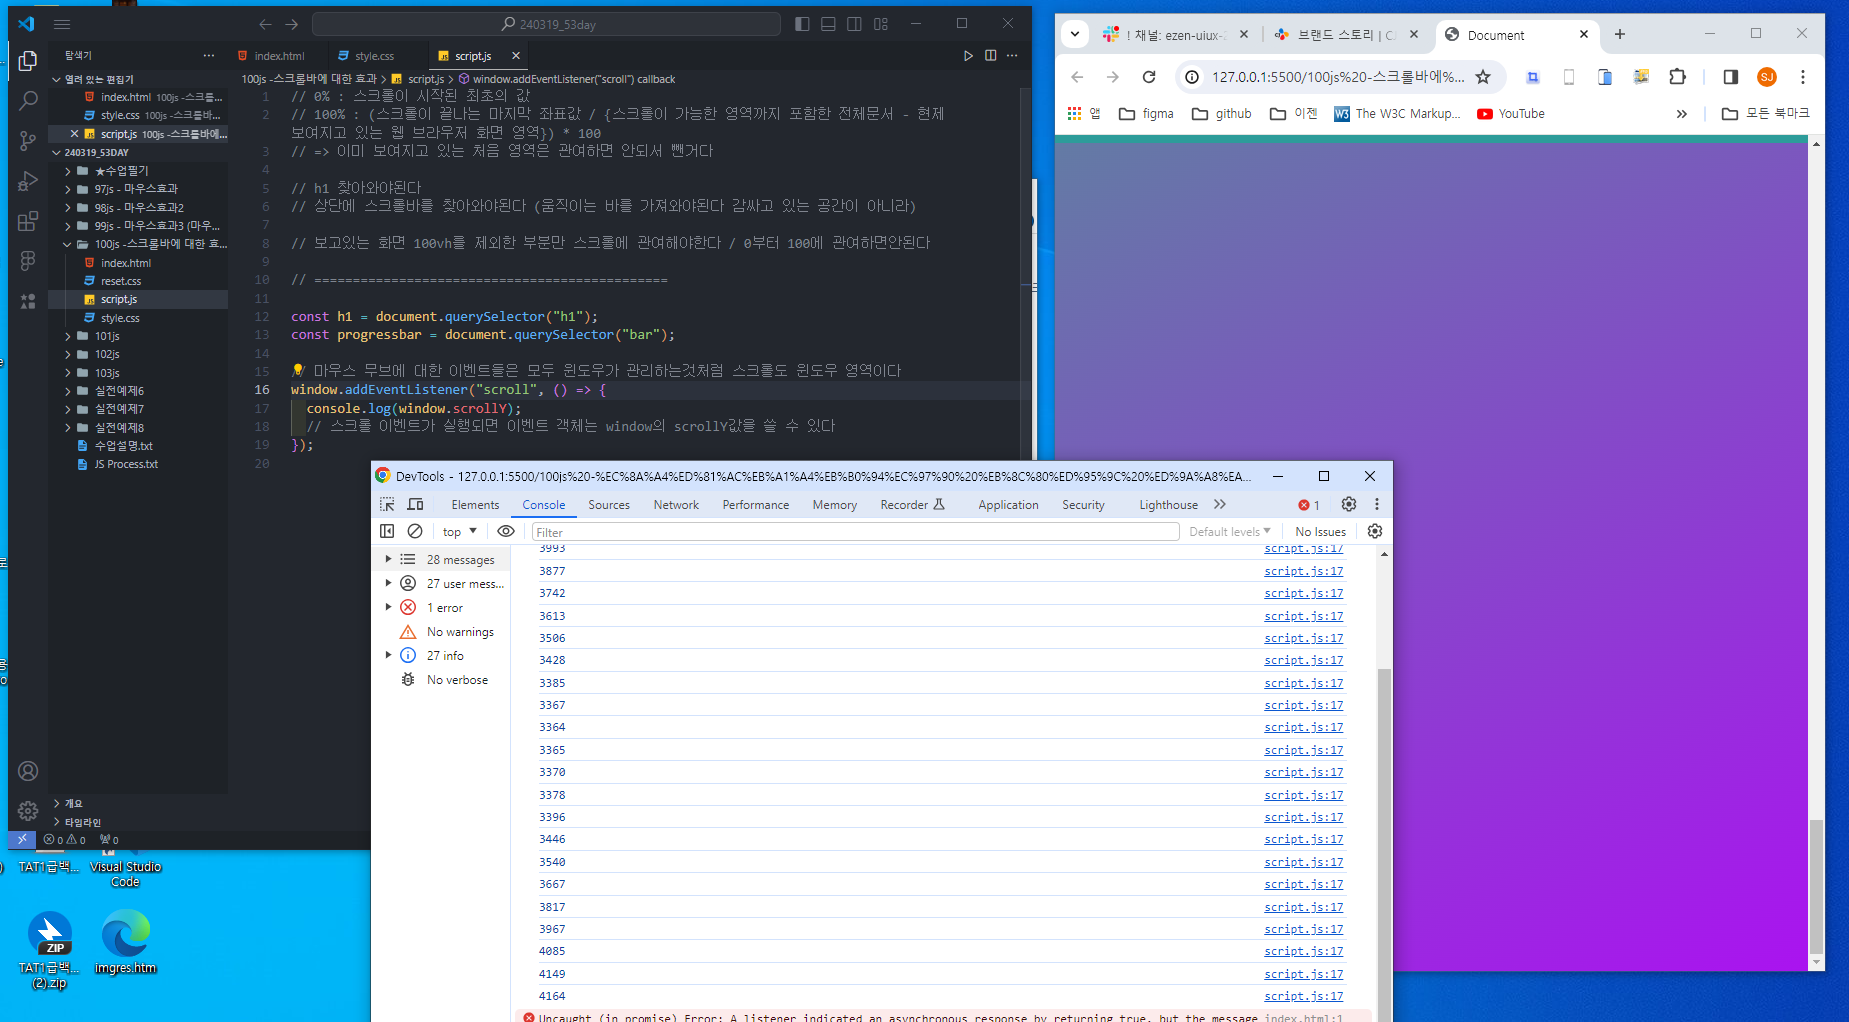 240319_53day
탐색기
index.html
style.css
script.js
열려 있는 편집기
index.html 100js -스크롤...
style.css 100js -스크롤바...
script.js 100js -스크롤바에...
240319_53DAY
★수업필기
97js - 마우스효과
98js - 마우스효과2
99js - 마우스효과3 (마우...
100js -스크롬바에 대한 효...
index.html
reset.css
script.js
style.css
101js
102js
103js
실전예제6
실전예제7
실전예제8
수업설명.txt
JS Process.txt
개요
타임라인
0 0 0
100js -스크롤바에 대한 효과 > script.js > window.addEventListener("scroll") callback
1 // 0% : 스크롤이 시작된 최초의 값
2 // 100% : (스크롤이 끝나는 마지막 좌표값 / {스크롤이 가능한 영역까지 포함한 전체문서 - 현제
보여지고 있는 웹 브라우저 화면 영역}) * 100
3 // => 이미 보여지고 있는 처음 영역은 관여하면 안되서 뺀거다
4
5 // h1 찾아와야된다
6 // 상단에 스크롤바를 찾아와야된다 (움직이는 바를 가져와야된다 감싸고 있는 공간이 아니라)
7
8 // 보고있는 화면 100vh를 제외한 부분만 스크롤에 관여해야한다 / 0부터 100에 관여하면안된다
9
10 // ==============================================
11
12 const h1 = document.querySelector("h1");
13 const progressbar = document.querySelector("bar");
14
15 // 마우스 무브에 대한 이벤트들은 모두 윈도우가 관리하는것처럼 스크롤도 윈도우 영역이다
16 window.addEventListener("scroll", () => {
17 console.log(window.scrollY);
18 // 스크롤 이벤트가 실행되면 이벤트 객체는 window의 scrollY값을 쓸 수 있다
19 });
20
! 채널: ezen-uiux-2
브랜드 스토리 | C
Document
127.0.0.1:5500/100js%20-스크롤바에%...
SJ
앱
figma
github
이젠
The W3C Markup...
YouTube
모든 북마크
DevTools - 127.0.0.1:5500/100js%20-%EC%8A%A4%ED%81%AC%EB%A1%A4%EB%B0%94%EC%97%90%20%EB%8C%80%ED%95%9C%20%ED%9A%A8%EA...
Elements Console Sources Network Performance Memory Recorder Application Security Lighthouse 1
top Filter Default levels No Issues
28 messages
27 user mess...
1 error
No warnings
27 info
No verbose
3993 script.js:17
3877 script.js:17
3742 script.js:17
3613 script.js:17
3506 script.js:17
3428 script.js:17
3385 script.js:17
3367 script.js:17
3364 script.js:17
3365 script.js:17
3370 script.js:17
3378 script.js:17
3396 script.js:17
3446 script.js:17
3540 script.js:17
3667 script.js:17
3817 script.js:17
3967 script.js:17
4085 script.js:17
4149 script.js:17
4164 script.js:17
Uncaught (in promise) Error: A listener indicated an asynchronous response by returning true, but the message index.html:1
TAT1급백...
Visual Studio
Code
ZIP
TAT1급백...
(2).zip
imgres.htm